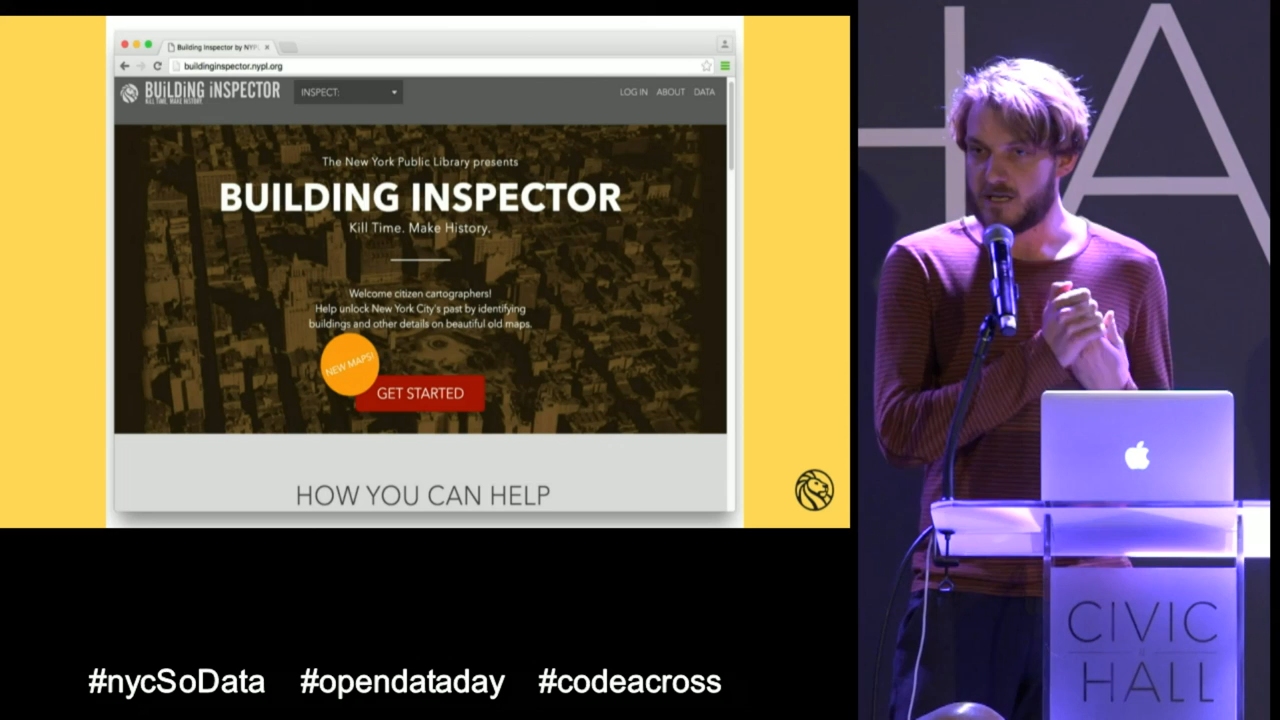 Building Inspector by NYPL
buildinginspector.nypl.org
BUiLDiNG iNSPECTOR
KILL TIME. MAKE HISTORY.
INSPECT:
LOG IN ABOUT DATA
The New York Public Library presents
BUILDING INSPECTOR
Kill Time. Make History.
Welcome citizen cartographers!
Help unlock New York City's past by identifying
buildings and other details on beautiful old maps.
NEW MAPS!
GET STARTED
HOW YOU CAN HELP
#nycSoData #opendataday #codeacross
HA
CIVIC
HALL